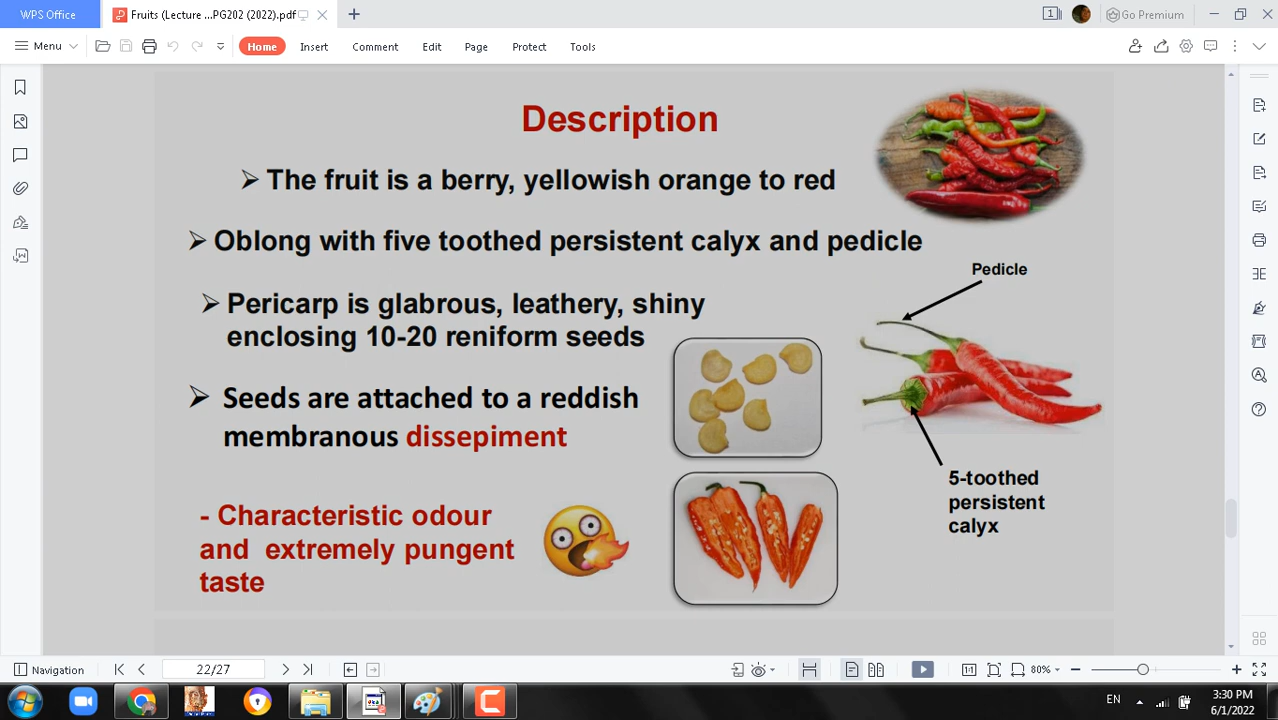 WPS Office
Fruits (Lecture ...PG202 (2022).pdf
1
Go Premium
Menu
Home
Insert
Comment
Edit
Page
Protect
Tools
Description
The fruit is a berry, yellowish orange to red
Oblong with five toothed persistent calyx and pedicle
Pedicle
Pericarp is glabrous, leathery, shiny
enclosing 10-20 reniform seeds
Seeds are attached to a reddish
membranous dissepiment
5-toothed
persistent
calyx
- Characteristic odour
and extremely pungent
taste
Navigation
22/27
80%
EN
3:30 PM
6/1/2022